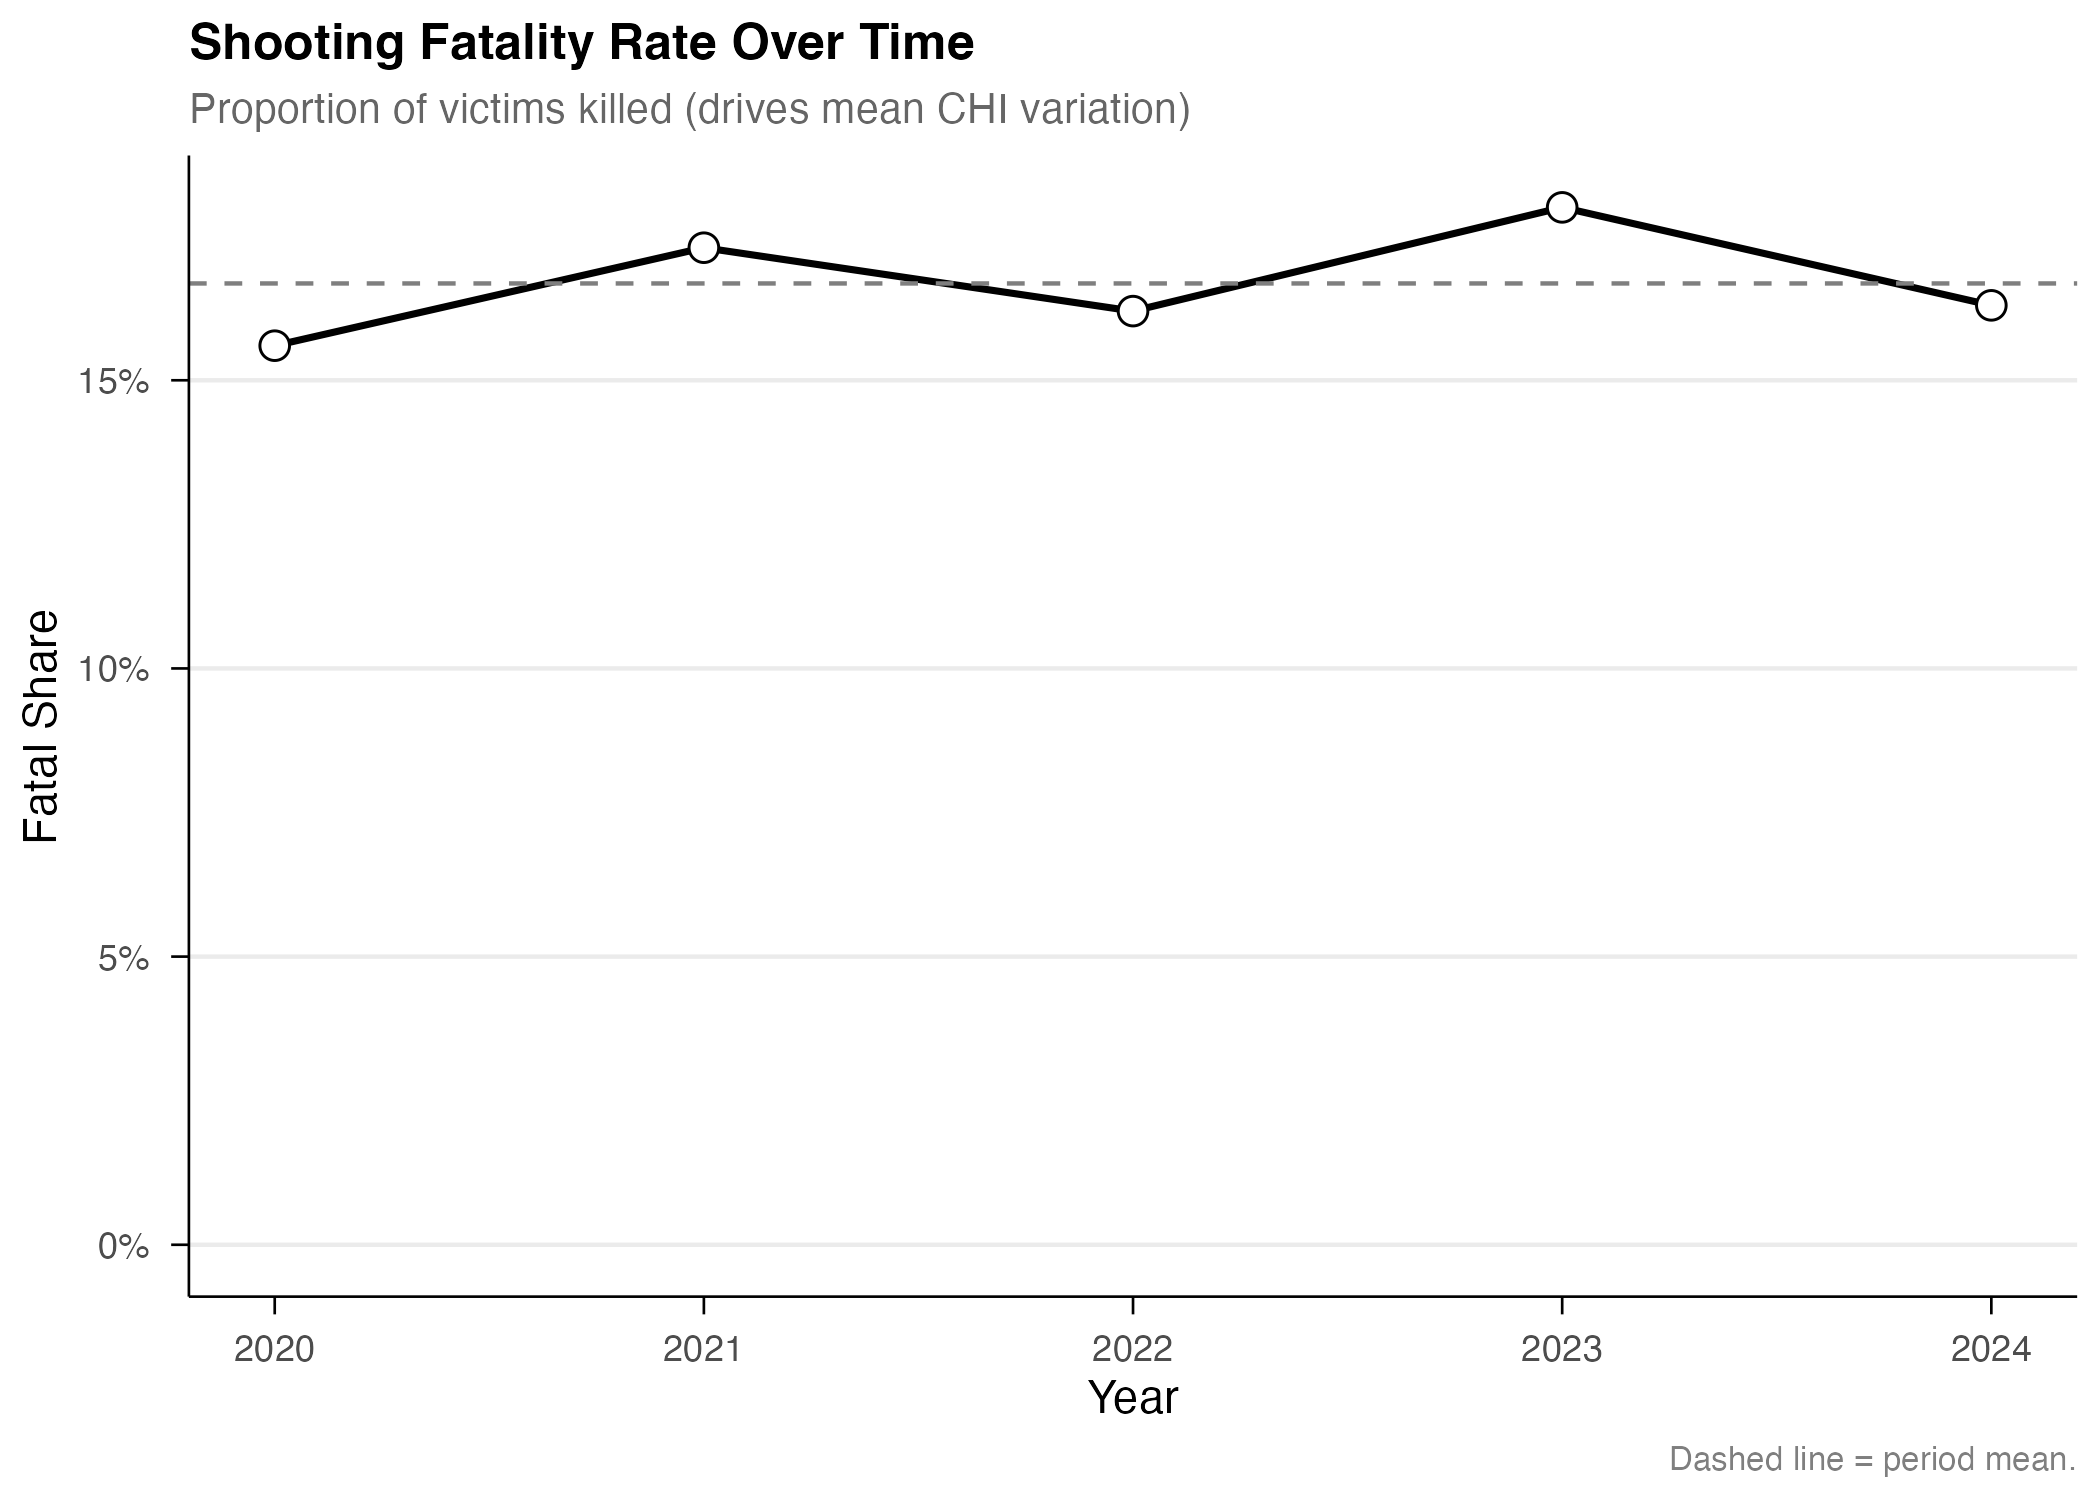 Shooting Fatality Rate Over Time
Proportion of victims killed (drives mean CHI variation)
Fatal Share
15%
10%
5%
0%
2020 2021 2022 2023 2024
Year
Dashed line = period mean.